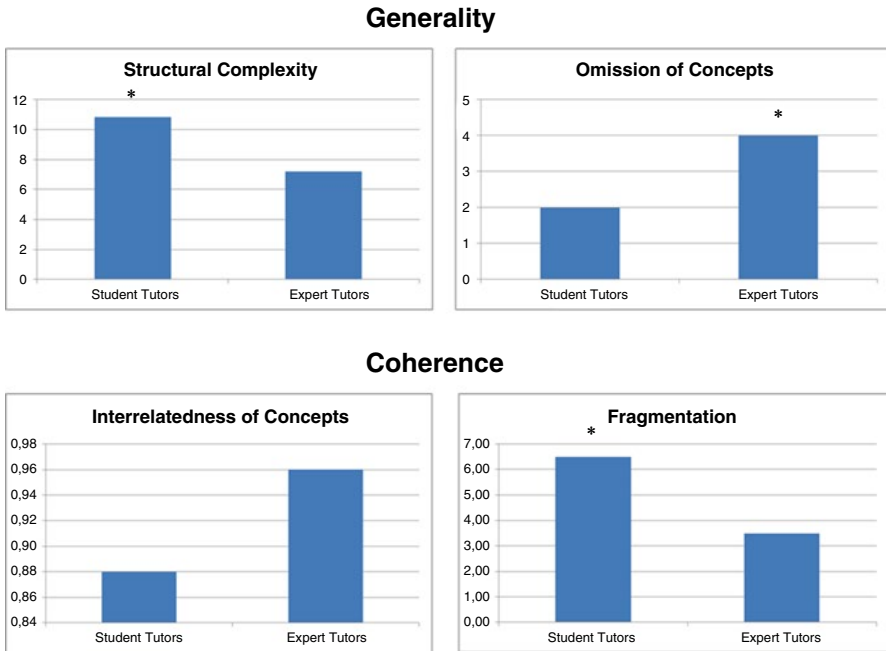 Generality
Structural Complexity
*
12
10
8
6
4
2
0
Student Tutors
Expert Tutors
Omission of Concepts
*
5
4
3
2
1
0
Student Tutors
Expert Tutors
Coherence
Interrelatedness of Concepts
0,98
0,96
0,94
0,92
0,90
0,88
0,86
0,84
Student Tutors
Expert Tutors
Fragmentation
*
7,00
6,00
5,00
4,00
3,00
2,00
1,00
0,00
Student Tutors
Expert Tutors